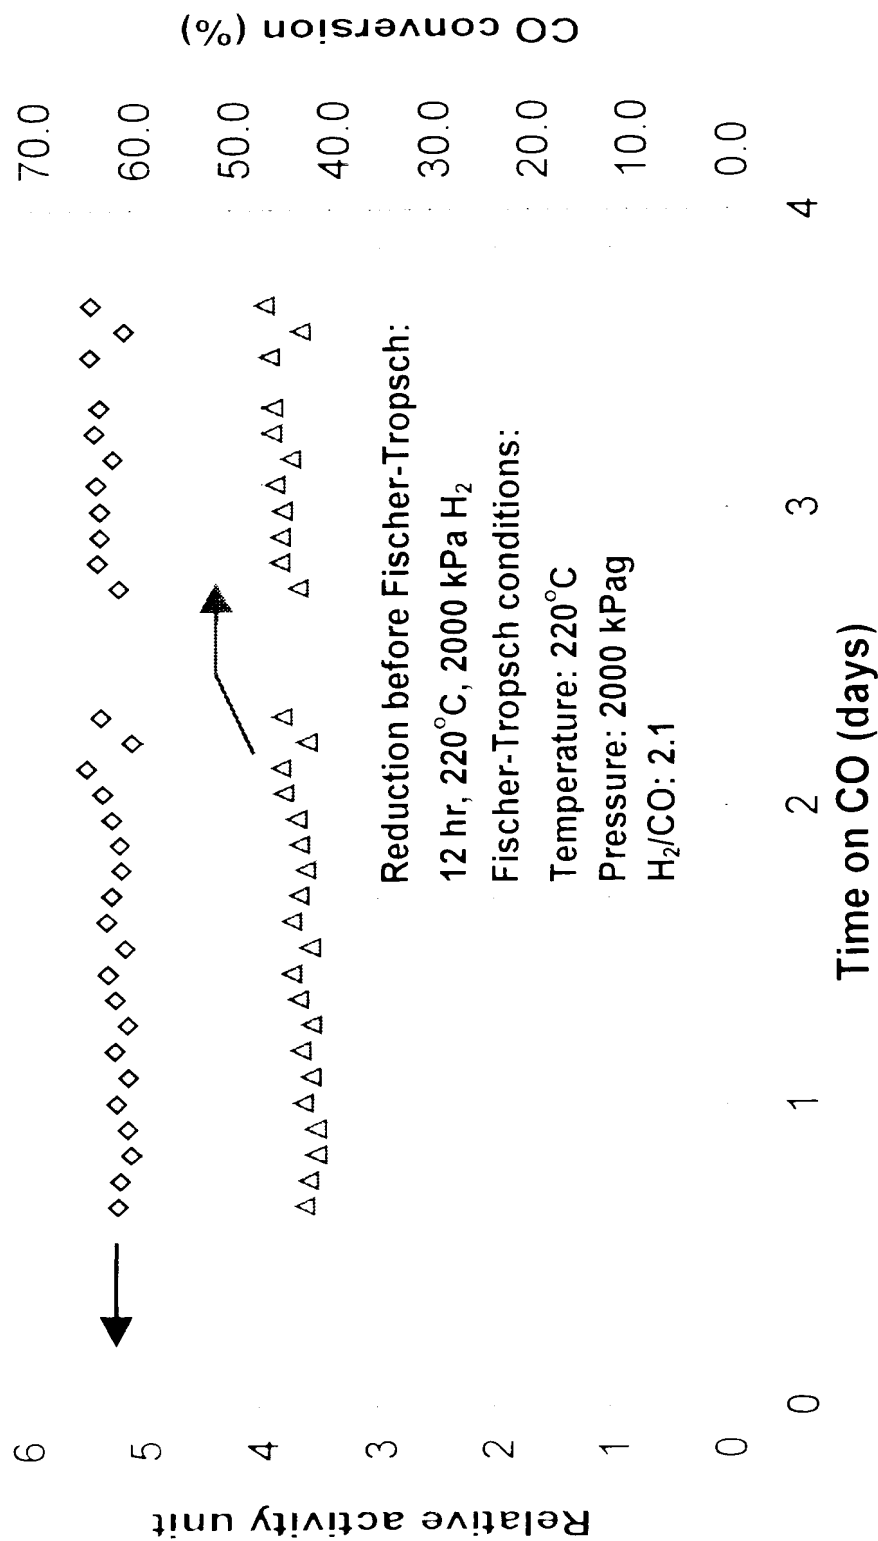 Relative activity unit
6
5
4
3
2
1
0
CO conversion (%)
70.0
60.0
50.0
40.0
30.0
20.0
10.0
0.0
Reduction before Fischer-Tropsch:
12 hr, 220°C, 2000 kPa H₂
Fischer-Tropsch conditions:
Temperature: 220°C
Pressure: 2000 kPag
H₂/CO: 2.1
0 1 2 3 4
Time on CO (days)